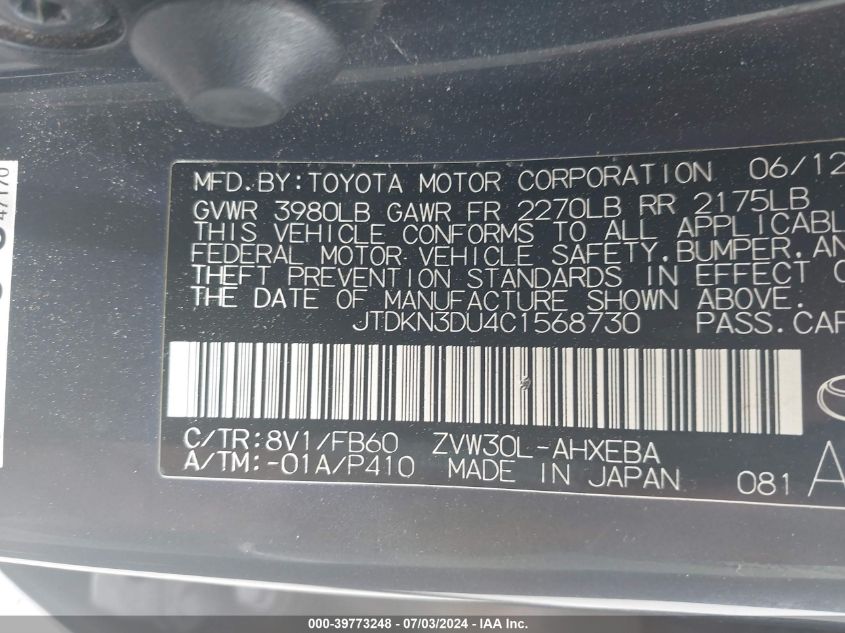 MFD.BY:TOYOTA MOTOR CORPORATION 06/12
GVWR 3980LB GAWR FR 2270LB RR 2175LB
THIS VEHICLE CONFORMS TO ALL APPLICABL
FEDERAL MOTOR VEHICLE SAFETY,BUMPER,AN
THEFT PREVENTION STANDARDS IN EFFECT O
THE DATE OF MANUFACTURE SHOWN ABOVE.
JTDKN3DU4C1568730 PASS.CAR
C/TR:8V1/FB60 ZVW30L-AHXEBA
A/TM:-01A/P410 MADE IN JAPAN 081 A
47170
000-39773248 - 07/03/2024 - IAA Inc.